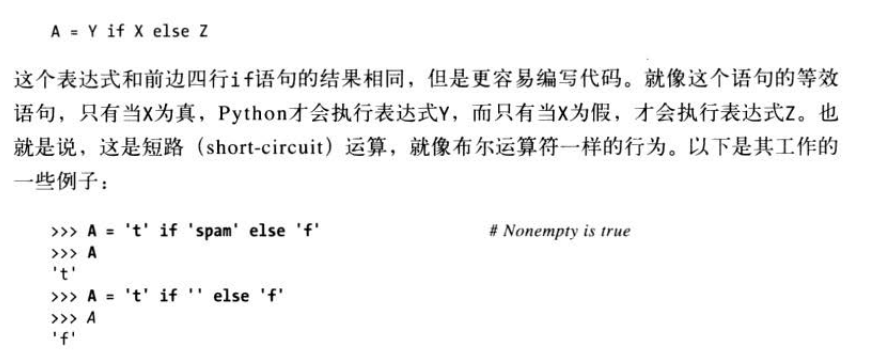 A = Y if X else Z
这个表达式和前边四行if语句的结果相同，但是更容易编写代码。就像这个语句的等效
语句，只有当X为真，Python才会执行表达式Y，而只有当X为假，才会执行表达式Z。也
就是说，这是短路（short-circuit）运算，就像布尔运算符一样的行为。以下是其工作的
一些例子：
>>> A = 't' if 'spam' else 'f' # Nonempty is true
>>> A
't'
>>> A = 't' if '' else 'f'
>>> A
'f'